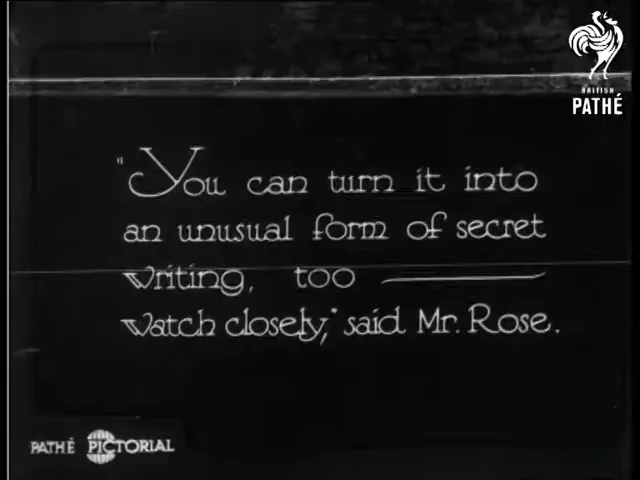 BRITISH
PATHÉ
"You can turn it into
an unusual form of secret
writing, too ———
watch closely," said Mr. Rose.
PATHÉ PICTORIAL